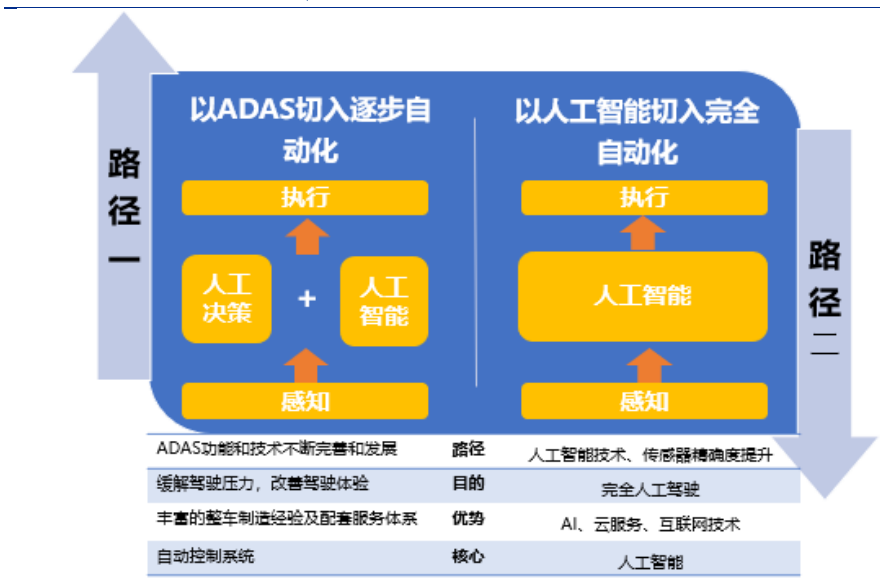 路径一
以ADAS切入逐步自
动化
执行
人工
决策
+
人工
智能
感知
以人工智能切入完全
自动化
执行
人工智能
感知
路径二
ADAS功能和技术不断完善和发展 路径 人工智能技术、传感器精确度提升
缓解驾驶压力，改善驾驶体验 目的 完全人工驾驶
丰富的整车制造经验及配套服务体系 优势 AI、云服务、互联网技术
自动控制系统 核心 人工智能